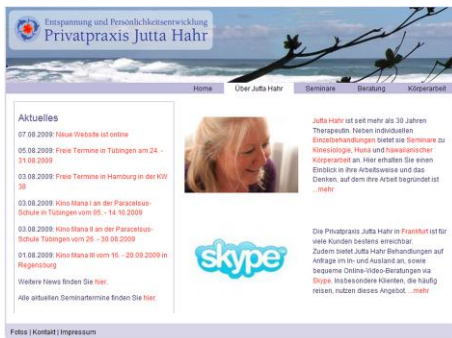 Entspannung und Persönlichkeitsentwicklung
Privatpraxis Jutta Hahr
Home
Über Jutta Hahr
Seminare
Beratung
Körperarbeit
Aktuelles
07.08.2009: Neue Website ist online
05.08.2009: Freie Termine in Tübingen am 24. -
31.08.2009
03.08.2009: Freie Termine in Hamburg in der KW
38
03.08.2009: Kino Mana I an der Paracelsus-
Schule in Tübingen vom 05. - 14.10.2009
03.08.2009: Kino Mana II an der Paracelsus-
Schule in Tübingen vom 26. - 30.08.2009
01.08.2009: Kino Mana III vom 16. - 20.09.2009 in
Regensburg
Weitere News finden Sie hier.
Alle aktuellen Seminartermine finden Sie hier.
Jutta Hahr ist seit mehr als 30 Jahren
Therapeutin. Neben individuellen
Einzelbehandlungen bietet sie Seminare zu
Kinesiologie, Huna und hawaiianischer
Körperarbeit an. Hier erhalten Sie einen
Einblick in ihre Arbeitsweise und das
Denken, auf dem ihre Arbeit begründet ist
...mehr
skype
Die Privatpraxis Jutta Hahr in Frankfurt ist für
viele Kunden bestens erreichbar.
Zudem bietet Jutta Hahr Behandlungen auf
Anfrage im In- und Ausland an, sowie
bequeme Online-Video-Beratungen via
Skype. Insbesondere Klienten, die häufig
reisen, nutzen dieses Angebot. ...mehr
Fotos | Kontakt | Impressum